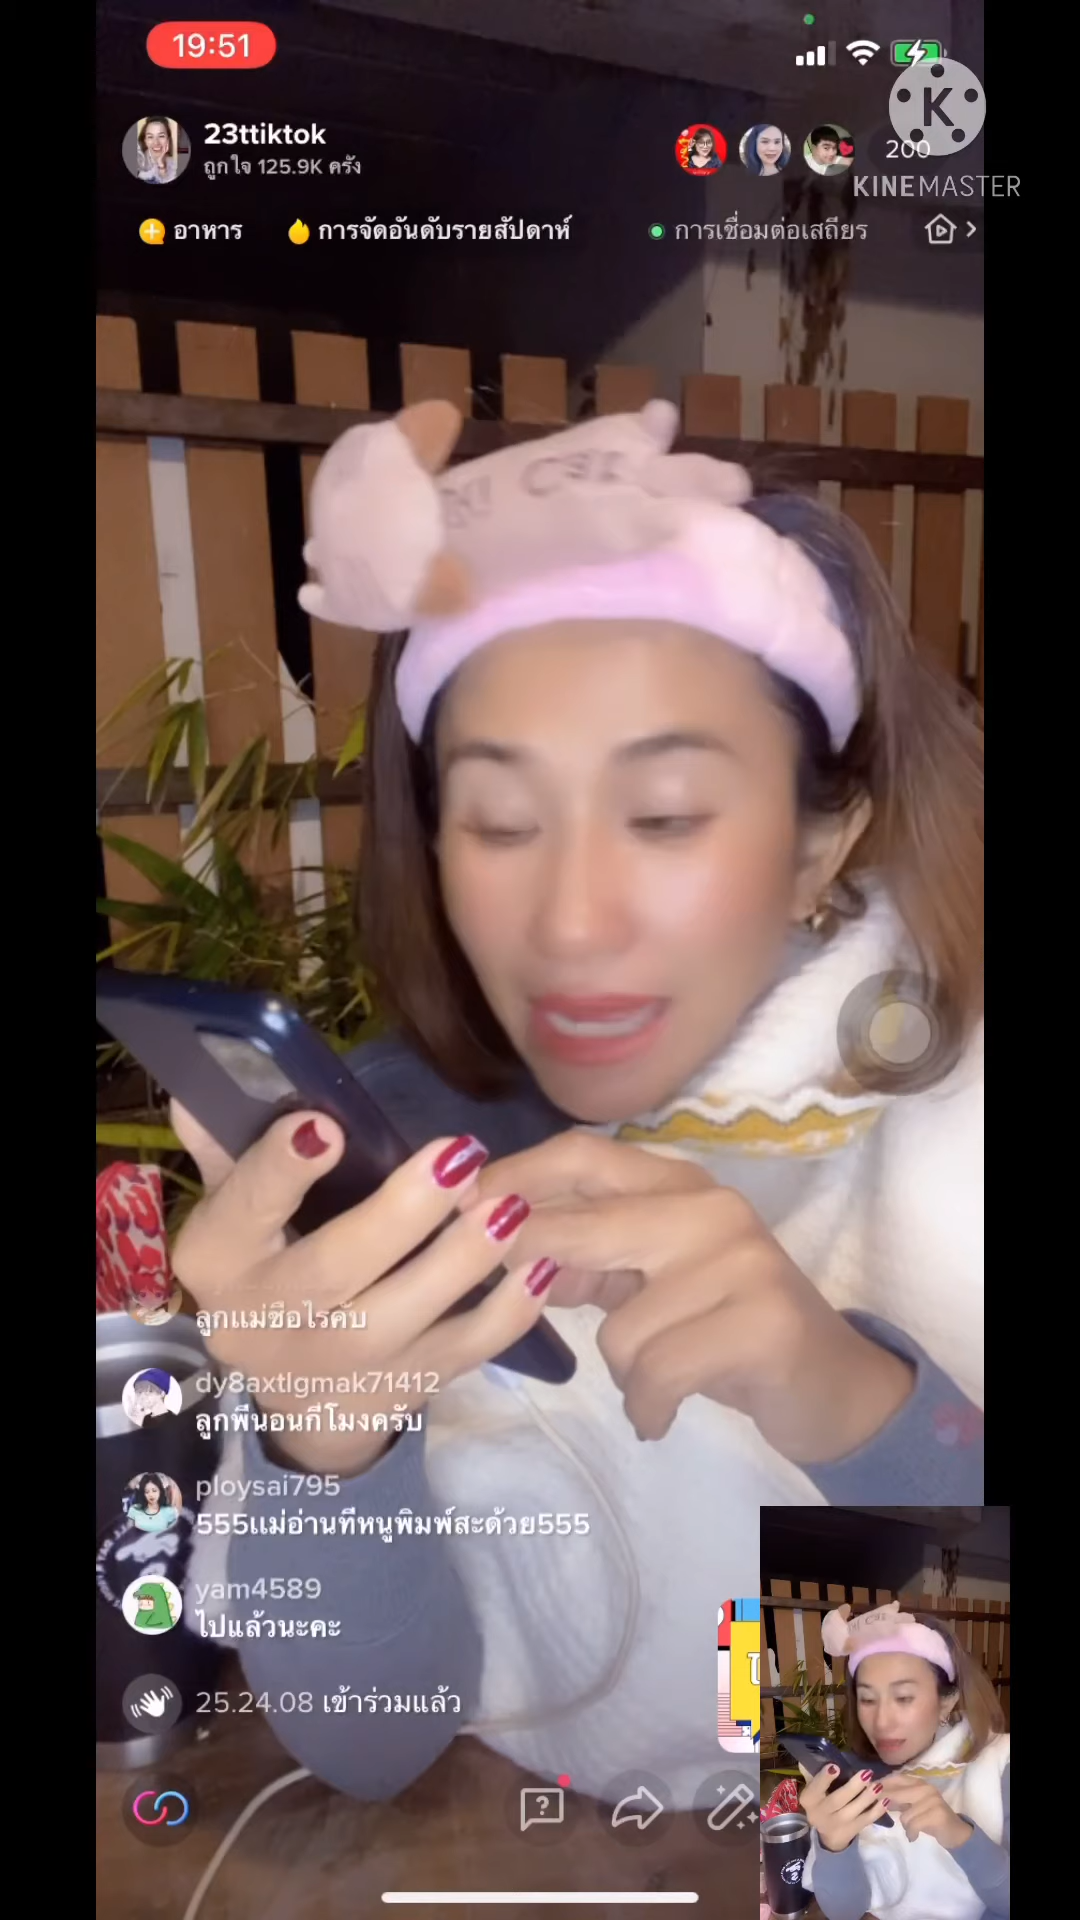 19:51
23ttiktok
ถูกใจ 125.9K ครั้ง
200
K
KINEMASTER
อาหาร
การจัดอันดับรายสัปดาห์
การเชื่อมต่อเสถียร
ลูกแม่ชื่อไรคับ
dy8axtlgmak71412
ลูกพี่นอนกี่โมงครับ
ploysai795
555แม่อ่านที่หนูพิมพ์สะด้วย555
yam4589
ไปแล้วนะคะ
25.24.08 เข้าร่วมแล้ว